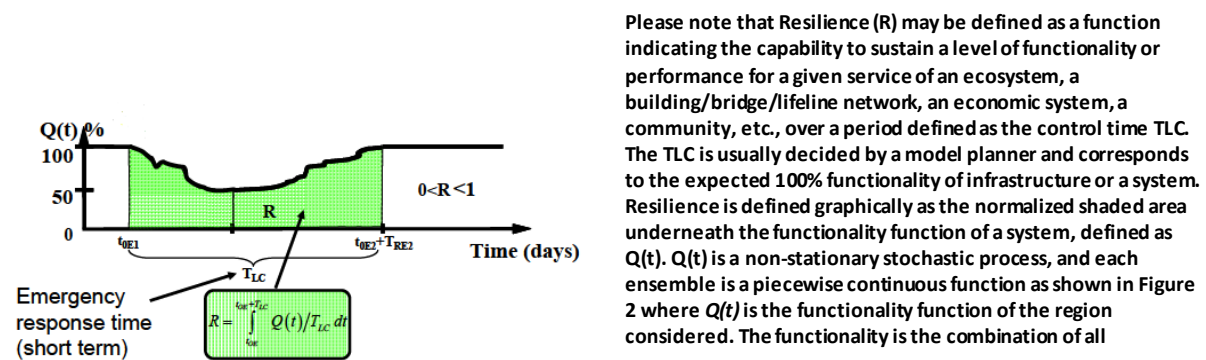 Q(t) %
100
50
0
R
0<R<1
t0E1
t0E2+TRE2
Time (days)
TLC
Emergency
response time
(short term)
R = ∫ Q(t)/TLC dt
tOE+TLC
tOE
Please note that Resilience (R) may be defined as a function
indicating the capability to sustain a level of functionality or
performance for a given service of an ecosystem, a
building/bridge/lifeline network, an economic system, a
community, etc., over a period defined as the control time TLC.
The TLC is usually decided by a model planner and corresponds
to the expected 100% functionality of infrastructure or a system.
Resilience is defined graphically as the normalized shaded area
underneath the functionality function of a system, defined as
Q(t). Q(t) is a non-stationary stochastic process, and each
ensemble is a piecewise continuous function as shown in Figure
2 where Q(t) is the functionality function of the region
considered. The functionality is the combination of all